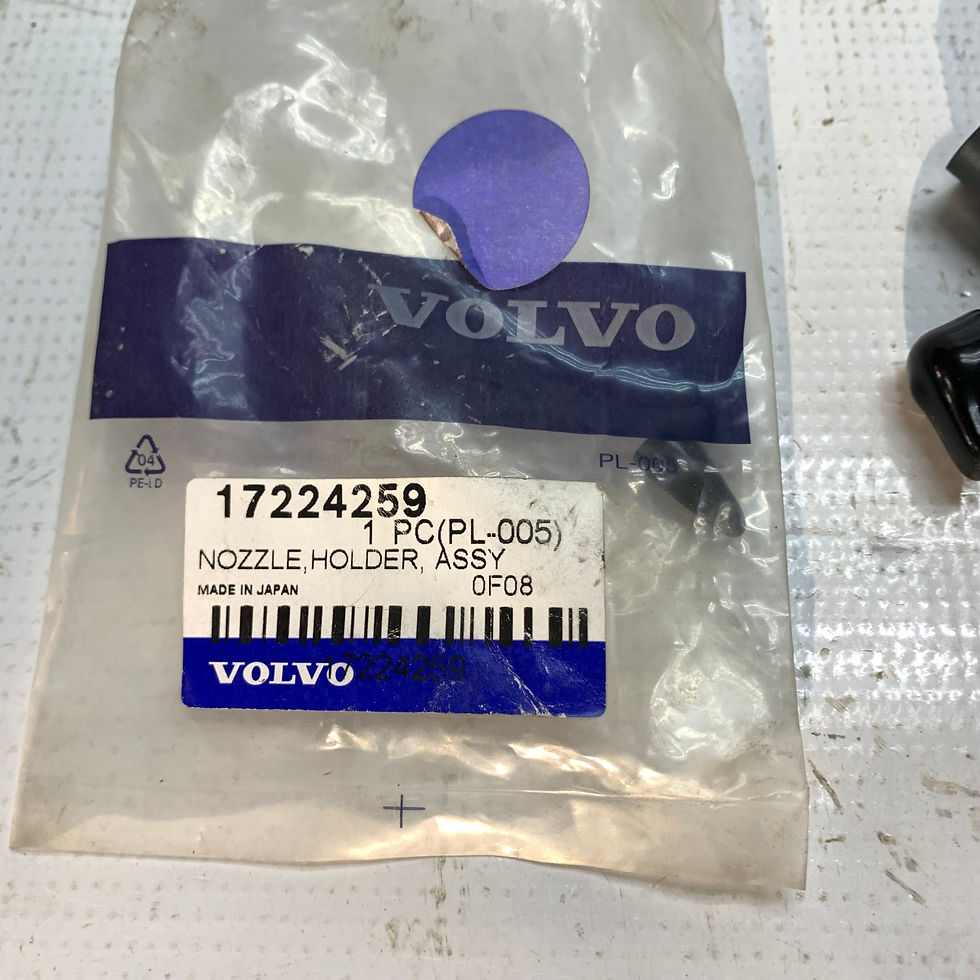 VOLVO
04
PE-LD
PL-005
17224259
1 PC(PL-005)
NOZZLE,HOLDER, ASSY
MADE IN JAPAN
0F08
VOLVO
17224259